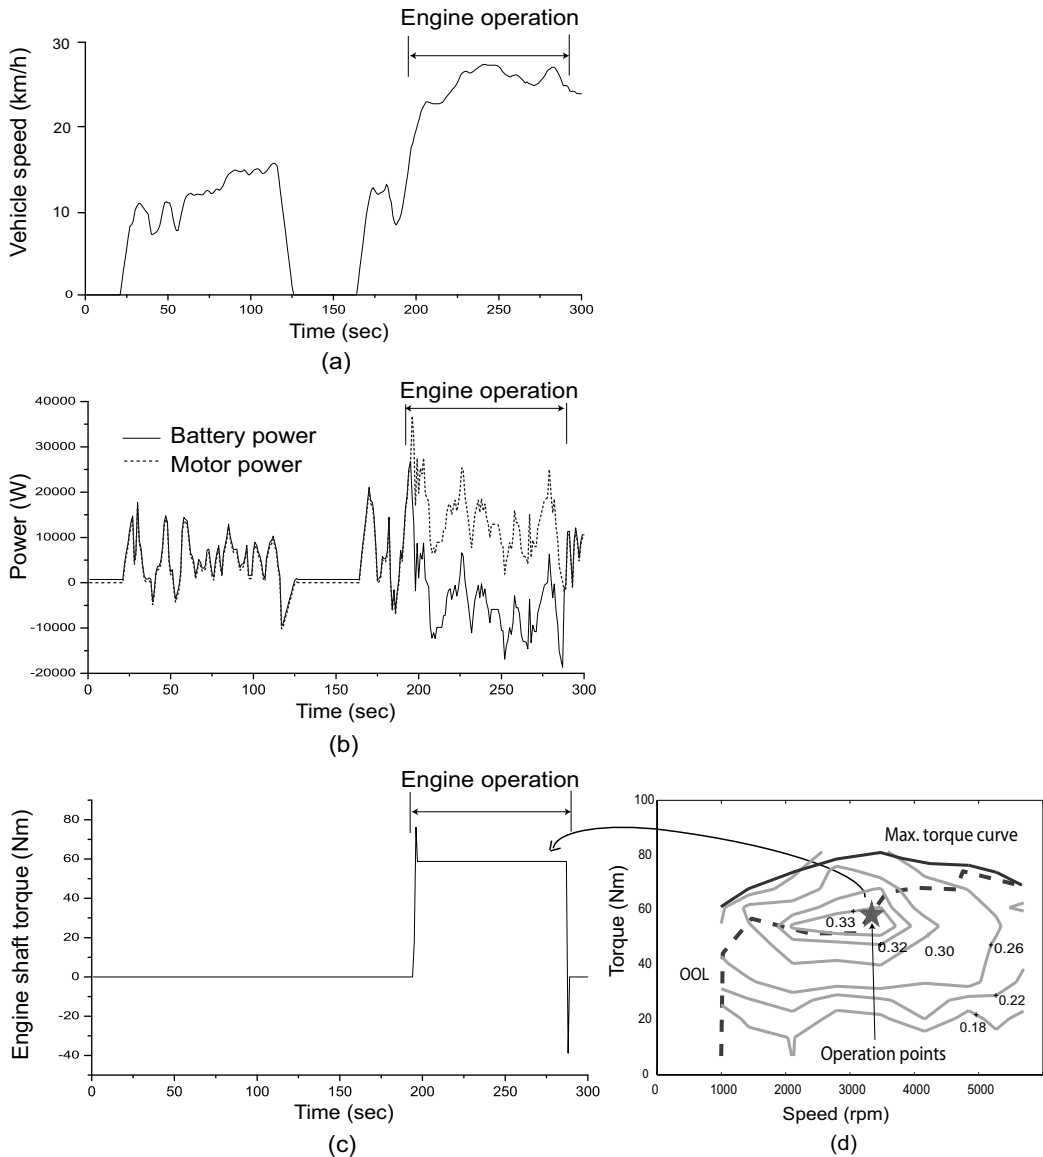 Engine operation
30
20
10
0
Vehicle speed (km/h)
0 50 100 150 200 250 300
Time (sec)
(a)
Engine operation
40000
30000
20000
10000
0
-10000
-20000
Power (W)
Battery power
Motor power
0 50 100 150 200 250 300
Time (sec)
(b)
Engine operation
80
60
40
20
0
-20
-40
Engine shaft torque (Nm)
0 50 100 150 200 250 300
Time (sec)
(c)
100
80
60
40
20
0
Torque (Nm)
Max. torque curve
0.33
0.32
0.30
0.26
OOL
0.22
0.18
Operation points
0 1000 2000 3000 4000 5000
Speed (rpm)
(d)